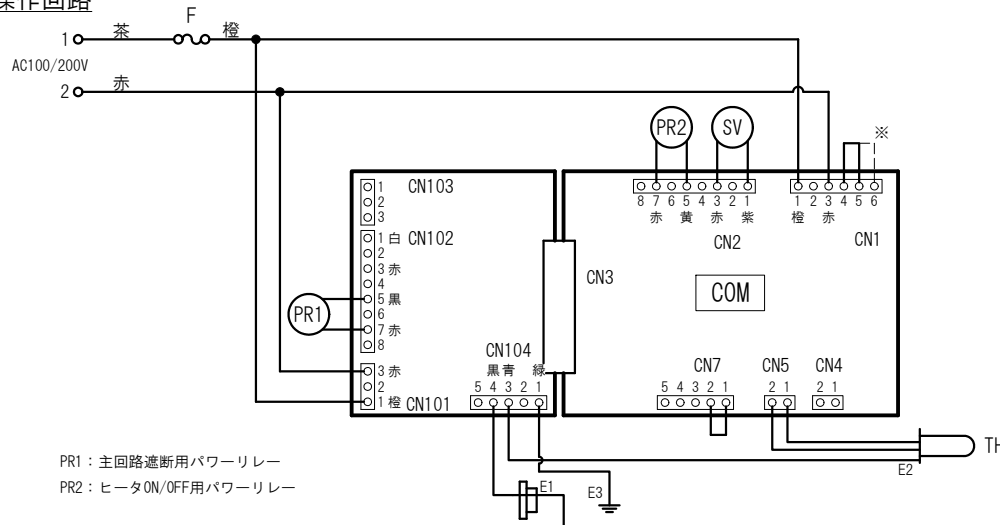 操作回路
F
1 茶 橙
AC100/200V
2 赤
PR2 SV ※
8 7 6 5 4 3 2 1
赤 黄 赤 紫
CN2
1 2 3 4 5 6
橙 赤
CN1
CN103
1
2
3
CN102
1 白
2
3 赤
4
5 黒
6
7 赤
8
PR1
CN3
COM
3 赤
2
1 橙
CN101
CN104
黒 青 緑
5 4 3 2 1
CN7
5 4 3 2 1
CN5
2 1
CN4
2 1
TH
E2
E1
E3
PR1：主回路遮断用パワーリレー
PR2：ヒータON/OFF用パワーリレー